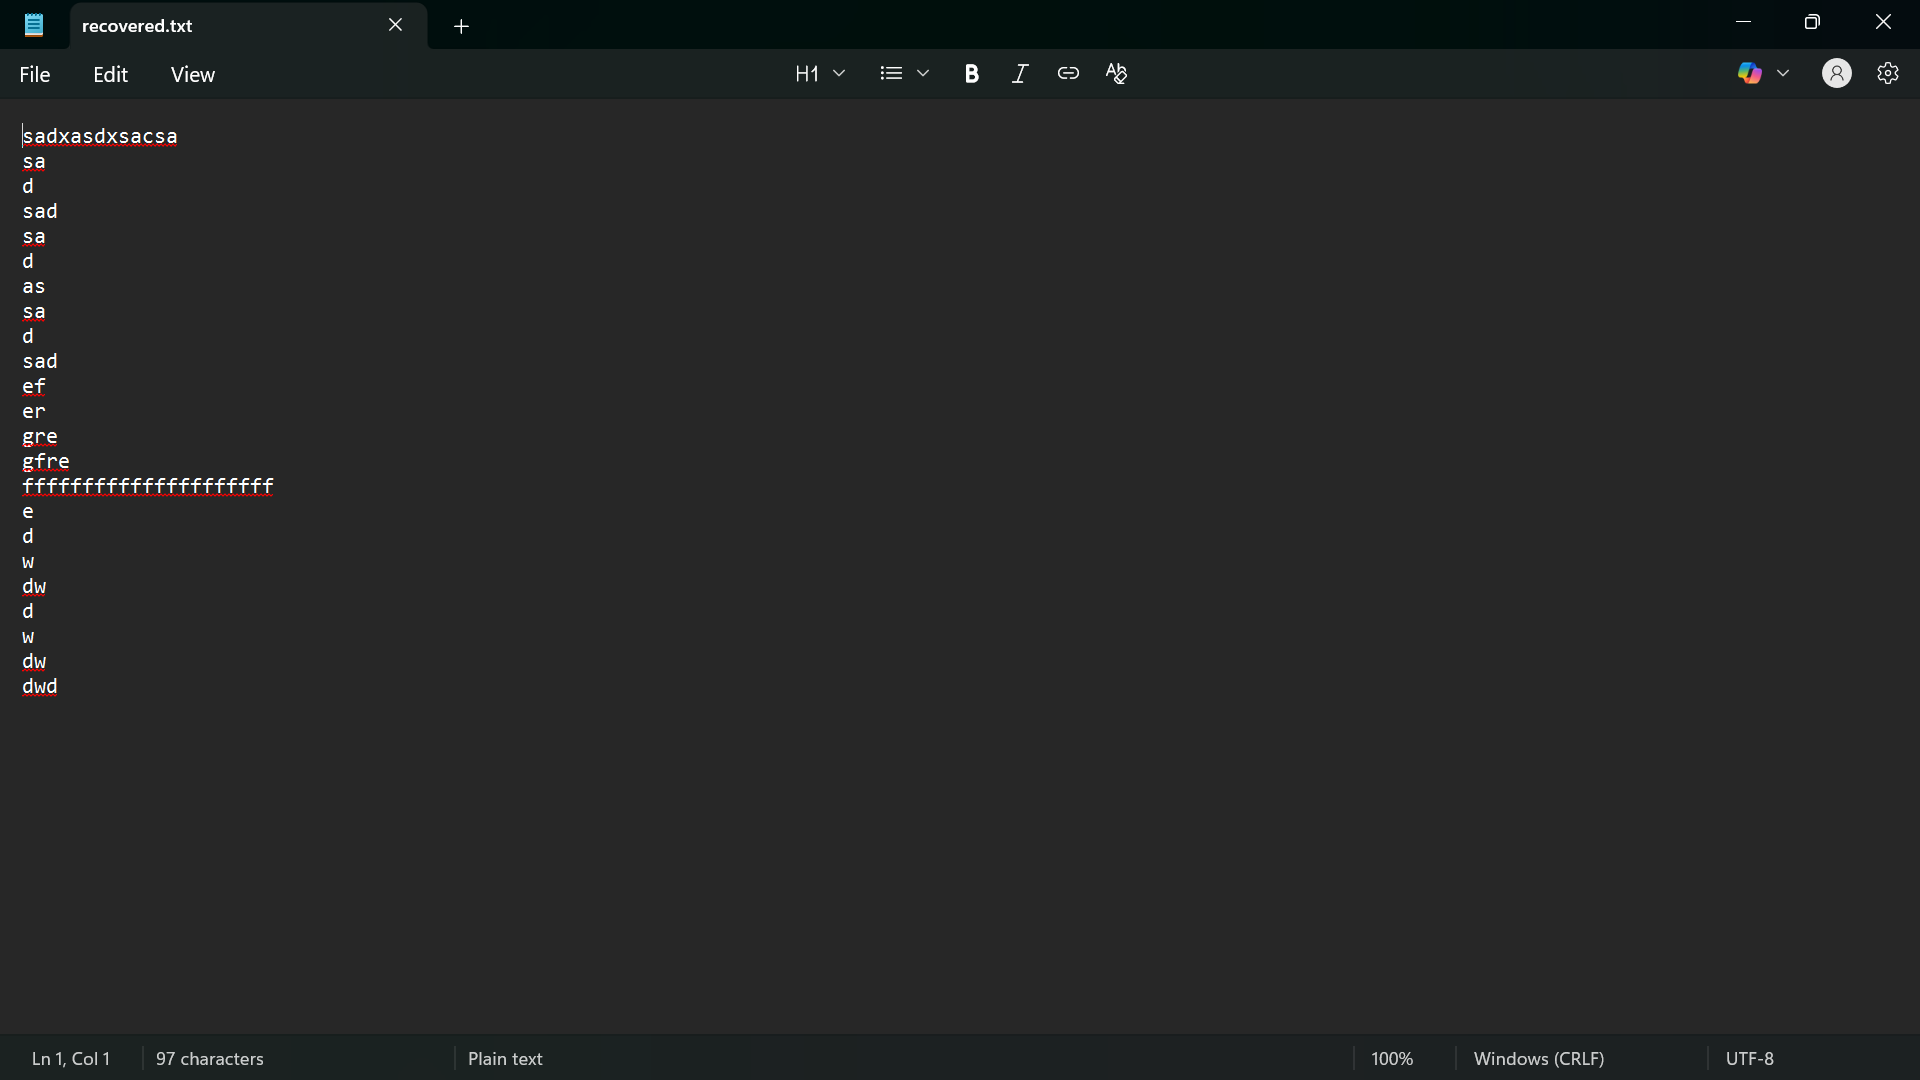 recovered.txt
File Edit View H1 B I
sadxasdxsacsa
sa
d
sad
sa
d
as
sa
d
sad
ef
er
gre
gfre
fffffffffffffffffffff
e
d
w
dw
d
w
dw
dwd
Ln 1, Col 1 97 characters Plain text 100% Windows (CRLF) UTF-8